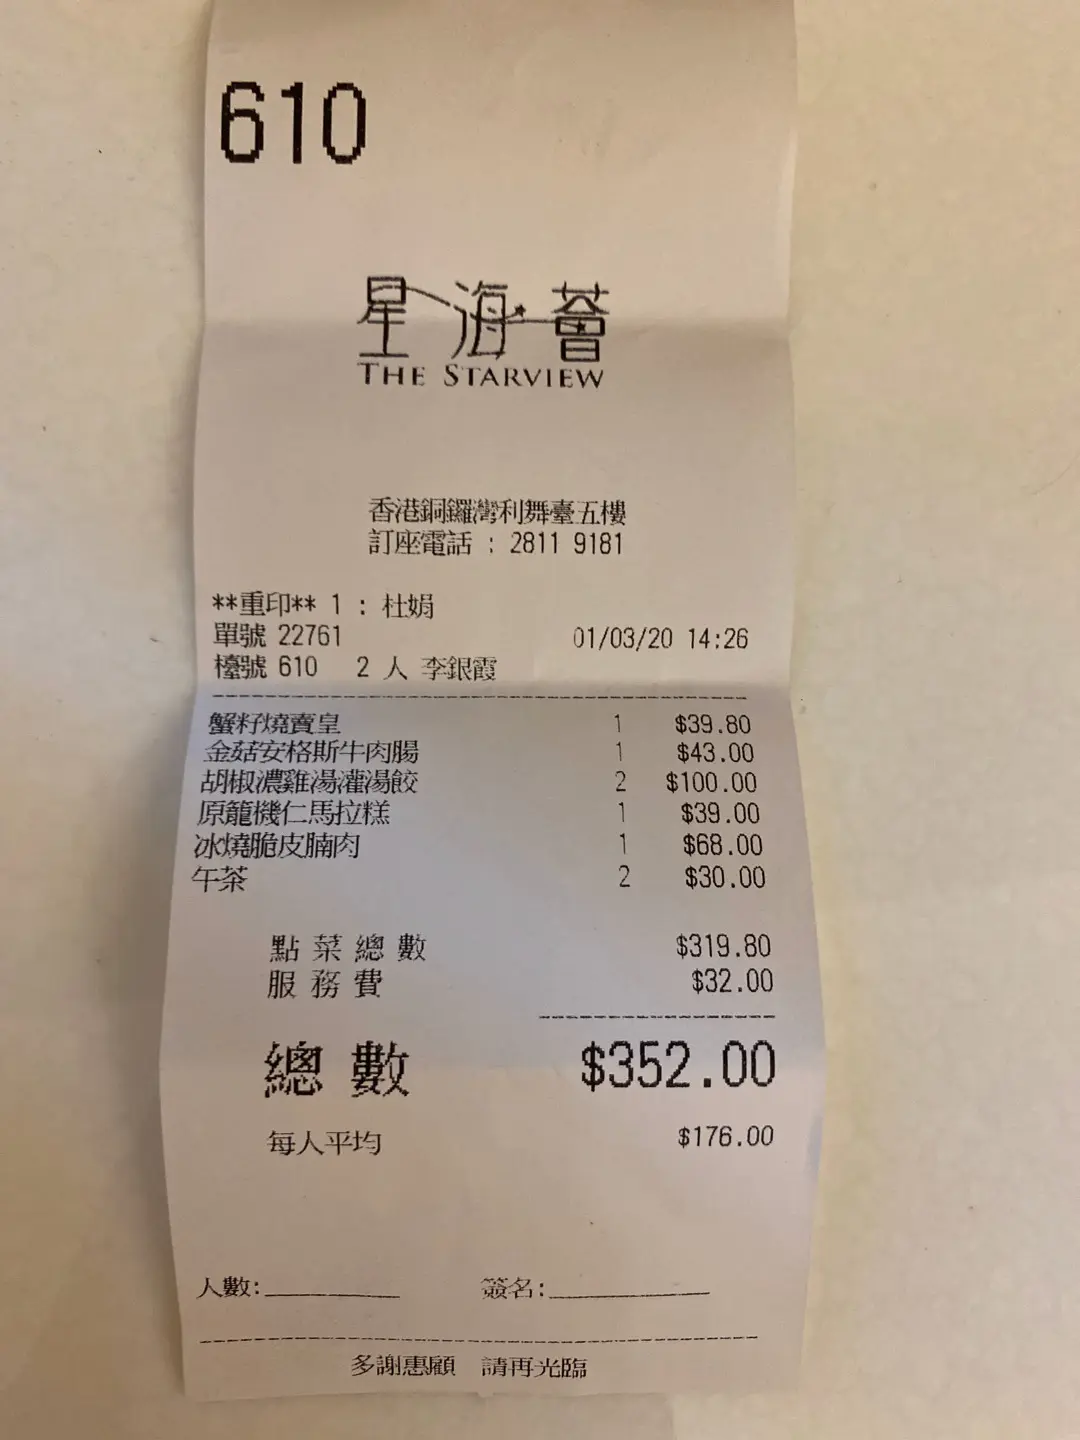 610
星海薈
THE STARVIEW
香港銅鑼灣利舞臺五樓
訂座電話 : 2811 9181
**重印** 1 : 杜娟
單號 22761 01/03/20 14:26
檯號 610 2 人 李銀霞
蟹籽燒賣皇 1 $39.80
金菇安格斯牛肉腸 1 $43.00
胡椒濃雞湯灌湯餃 2 $100.00
原籠機仁馬拉糕 1 $39.00
冰燒脆皮腩肉 1 $68.00
午茶 2 $30.00
點菜總數 $319.80
服務費 $32.00
總數 $352.00
每人平均 $176.00
人數:__________ 簽名:____________
多謝惠顧 請再光臨